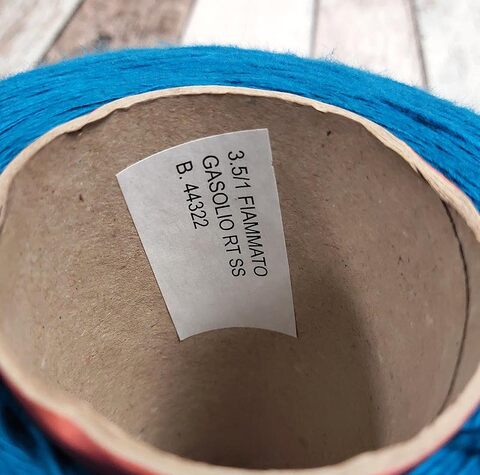 3.5/1 FIAMMATO
GASOLIO RT SS
B. 44322